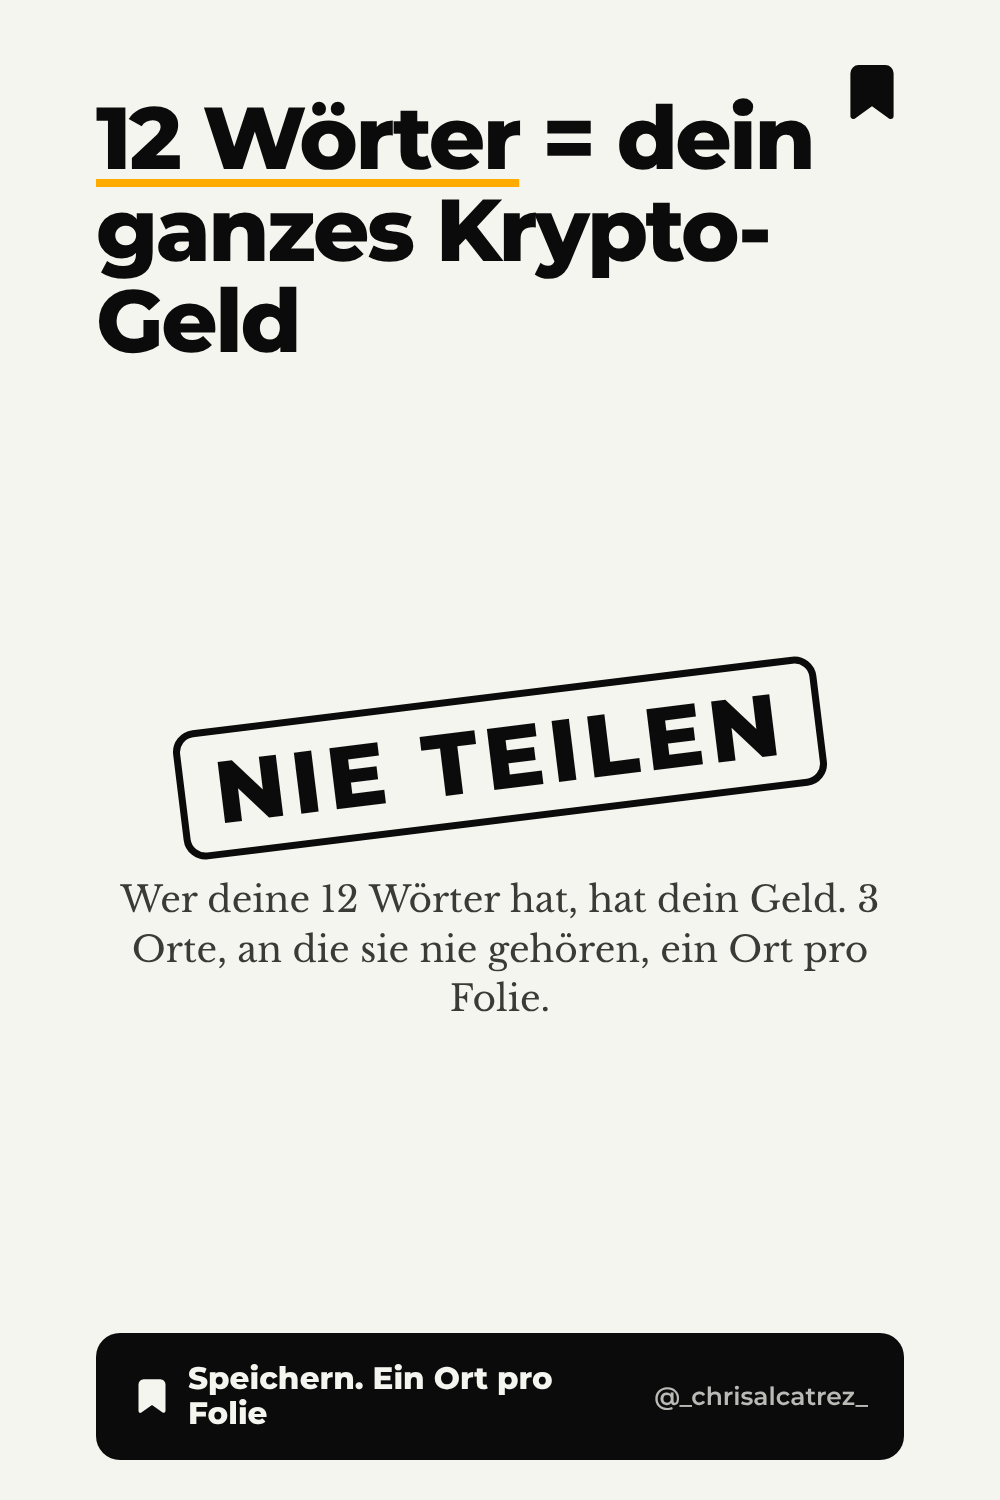 12 Wörter = dein
ganzes Krypto-
Geld
NIE TEILEN
Wer deine 12 Wörter hat, hat dein Geld. 3
Orte, an die sie nie gehören, ein Ort pro
Folie.
Speichern. Ein Ort pro
Folie
@_chrisalcatrez_